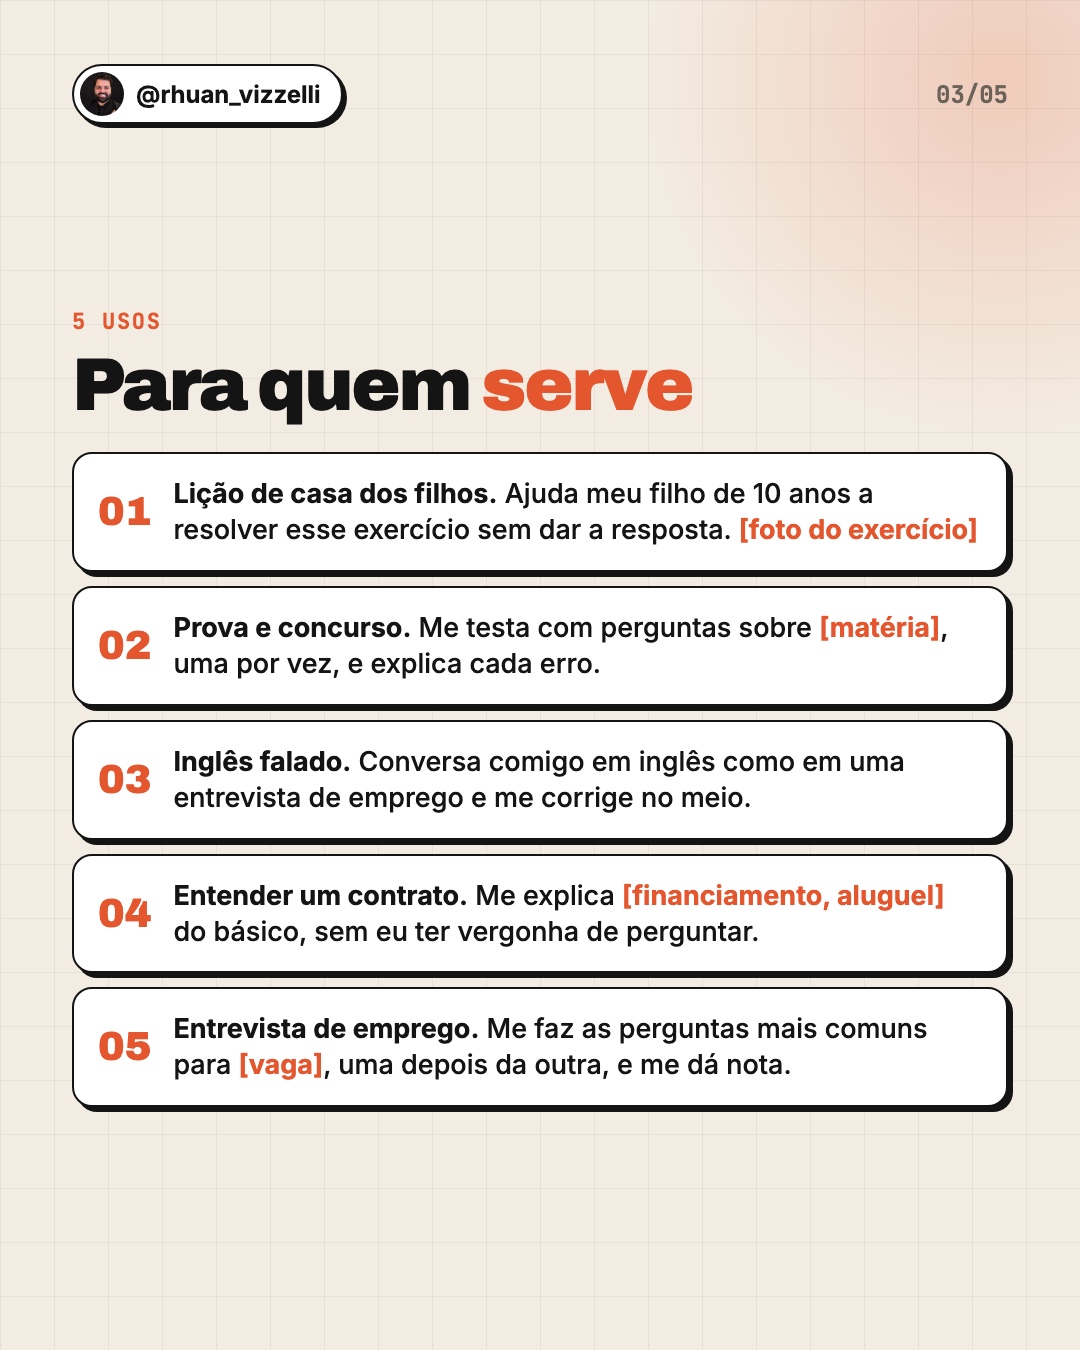 @rhuan_vizzelli
03/05
5 USOS
Para quem serve
01
Lição de casa dos filhos. Ajuda meu filho de 10 anos a
resolver esse exercício sem dar a resposta. [foto do exercício]
02
Prova e concurso. Me testa com perguntas sobre [matéria],
uma por vez, e explica cada erro.
03
Inglês falado. Conversa comigo em inglês como em uma
entrevista de emprego e me corrige no meio.
04
Entender um contrato. Me explica [financiamento, aluguel]
do básico, sem eu ter vergonha de perguntar.
05
Entrevista de emprego. Me faz as perguntas mais comuns
para [vaga], uma depois da outra, e me dá nota.